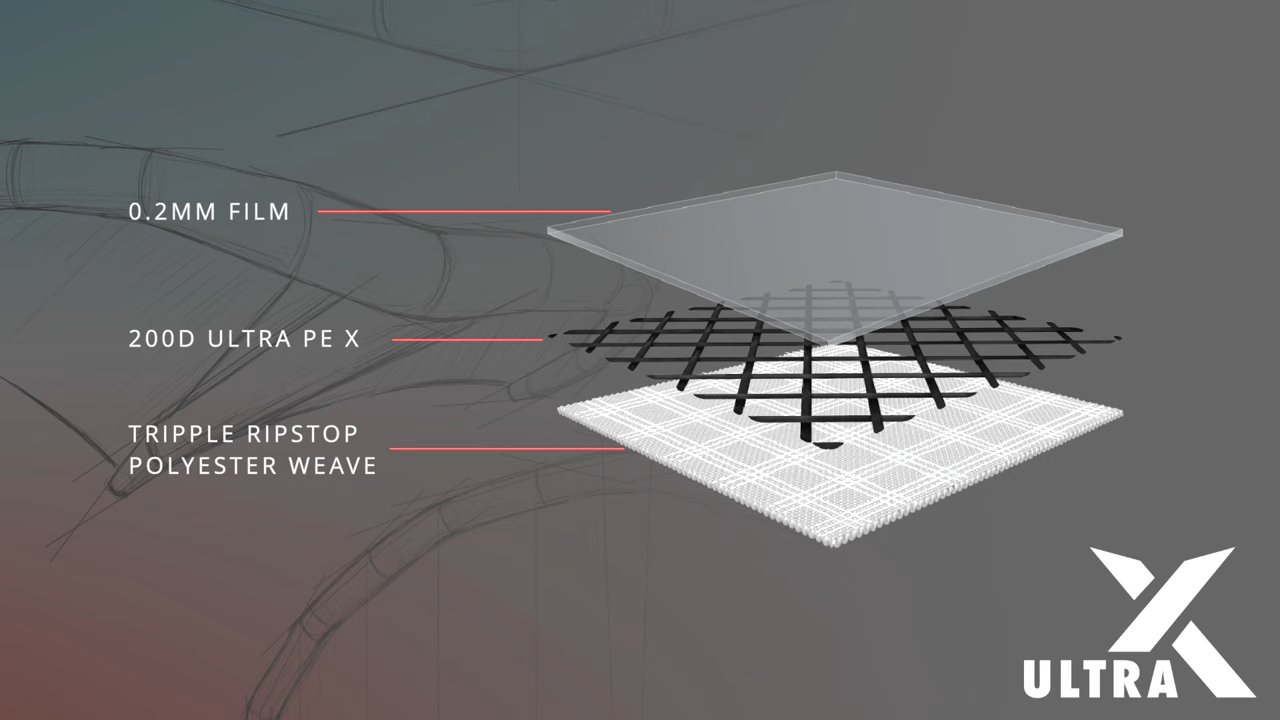 0.2MM FILM
200D ULTRA PE X
TRIPPLE RIPSTOP
POLYESTER WEAVE
ULTRA X